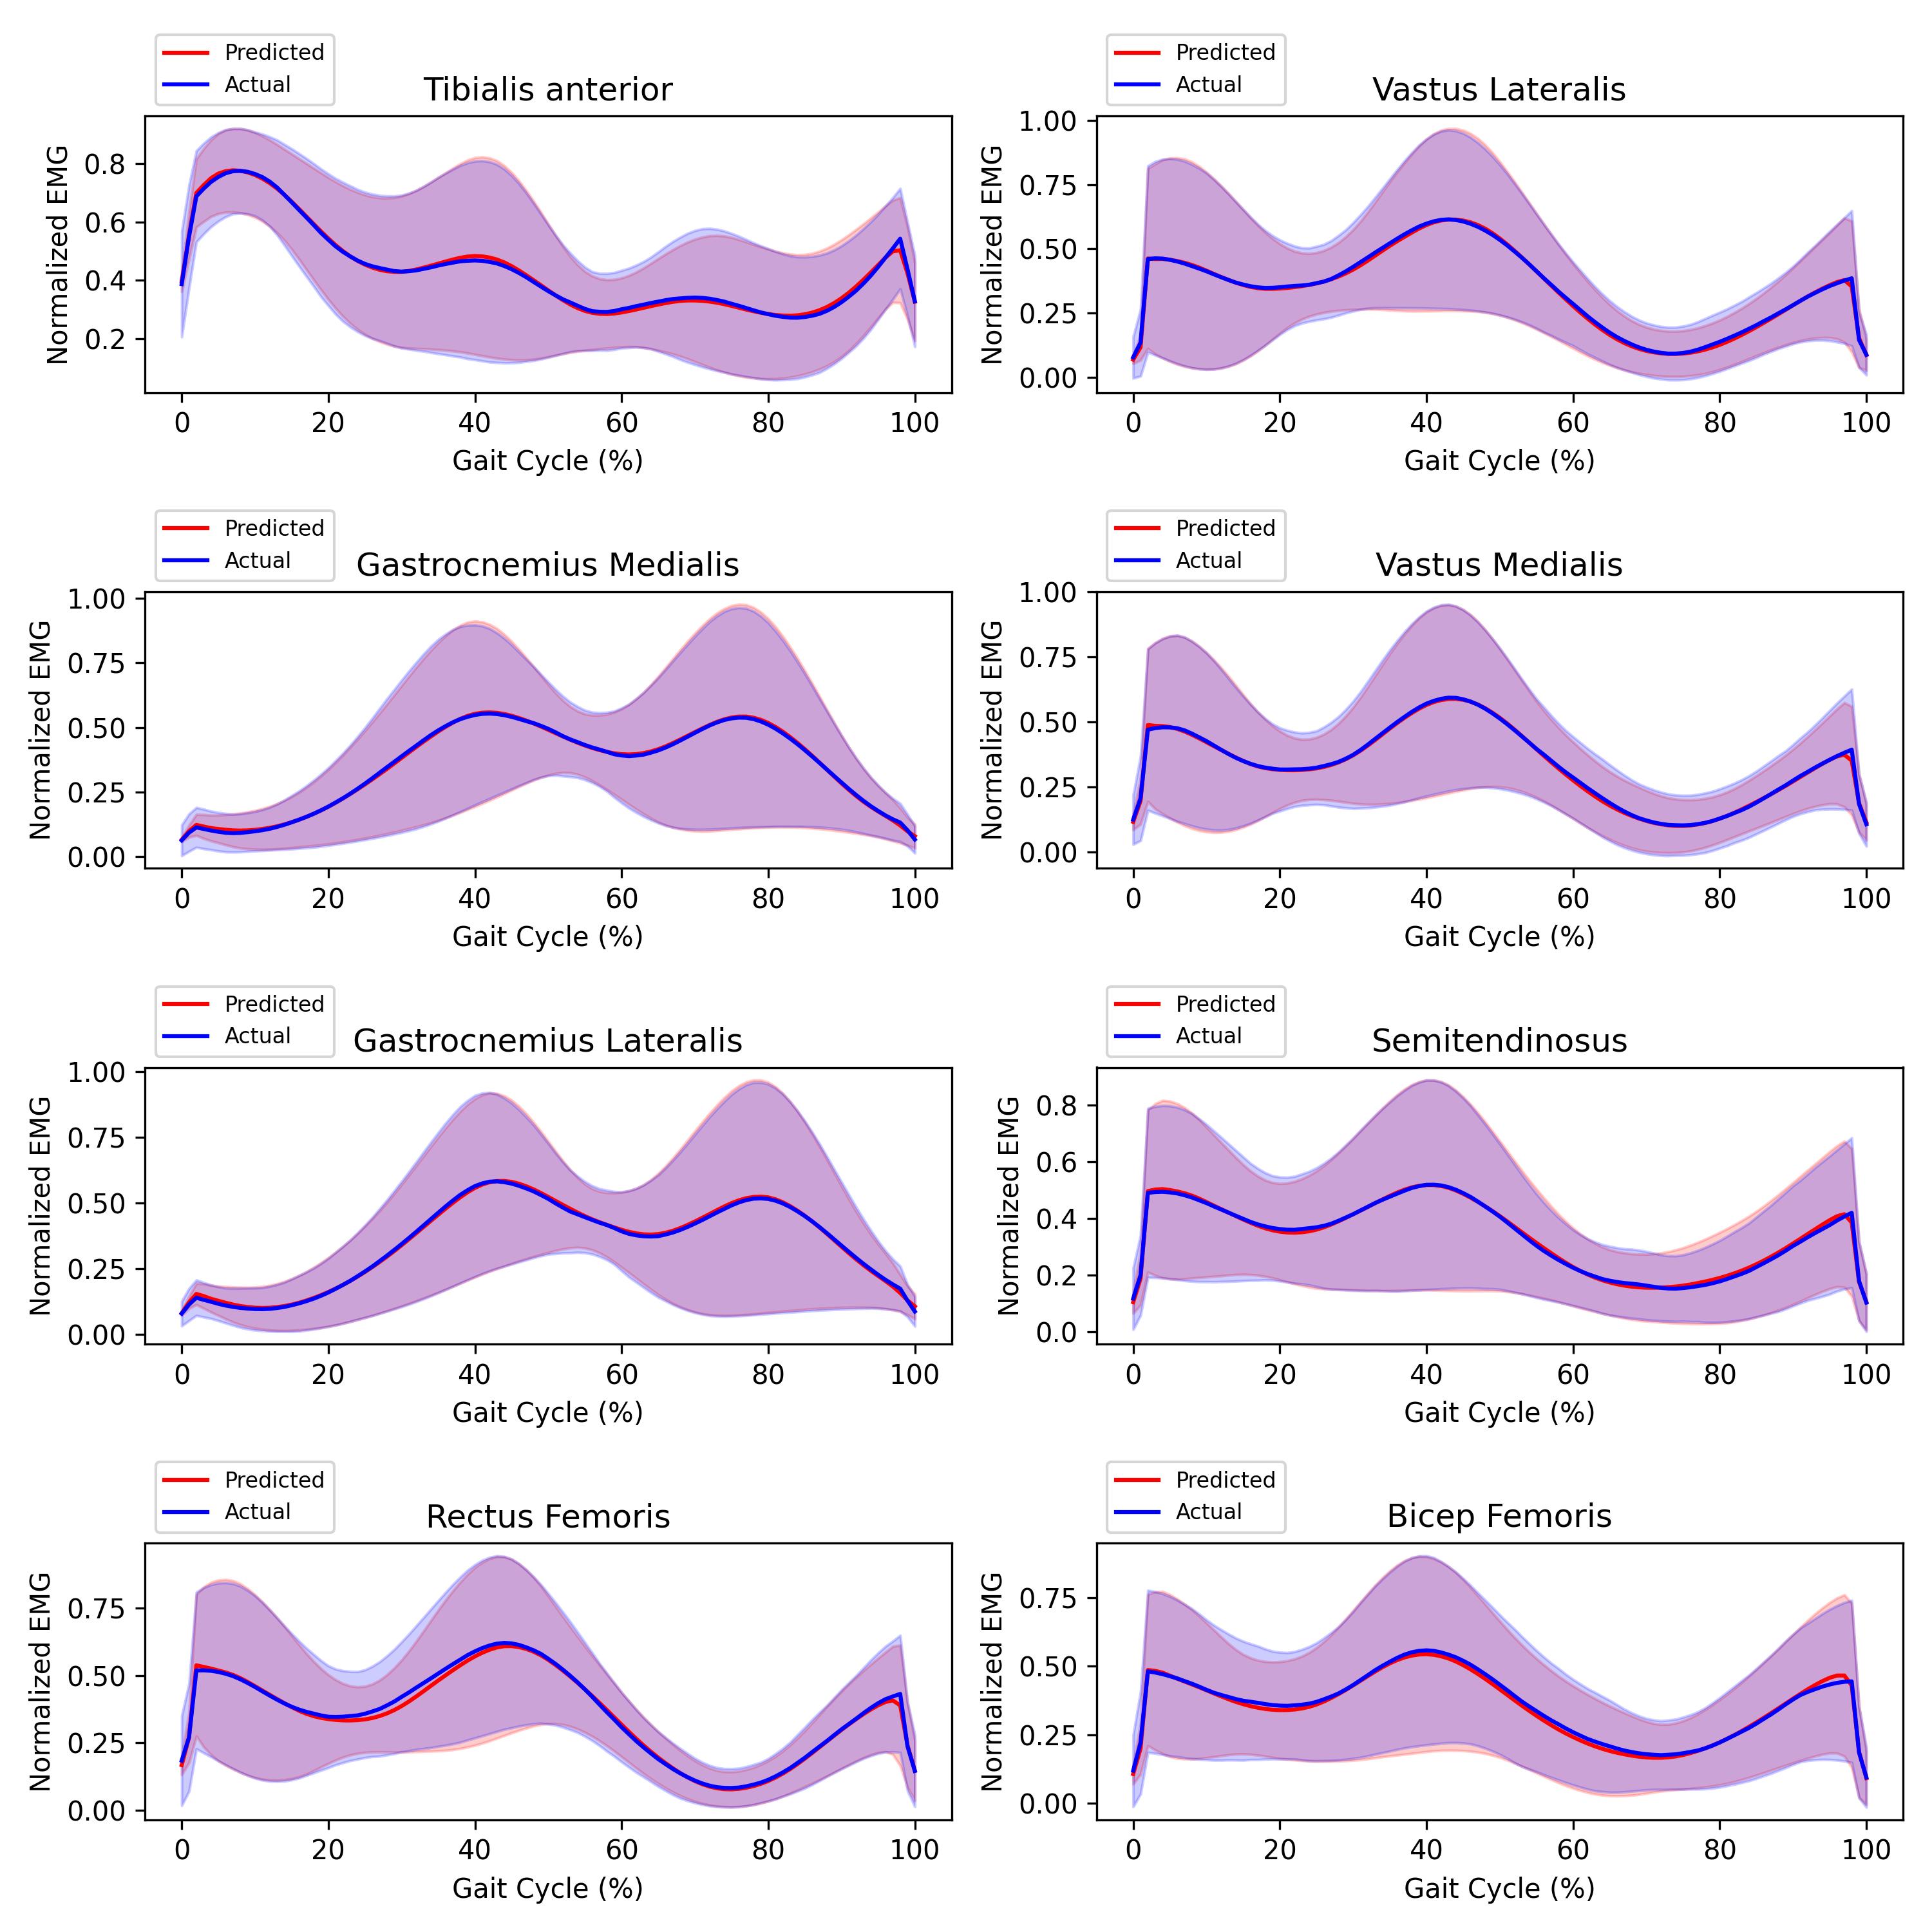 Predicted
Actual
Tibialis anterior
Normalized EMG
0.8
0.6
0.4
0.2
0 20 40 60 80 100
Gait Cycle (%)
Predicted
Actual
Vastus Lateralis
Normalized EMG
1.00
0.75
0.50
0.25
0.00
0 20 40 60 80 100
Gait Cycle (%)
Predicted
Actual
Gastrocnemius Medialis
Normalized EMG
1.00
0.75
0.50
0.25
0.00
0 20 40 60 80 100
Gait Cycle (%)
Predicted
Actual
Vastus Medialis
Normalized EMG
1.00
0.75
0.50
0.25
0.00
0 20 40 60 80 100
Gait Cycle (%)
Predicted
Actual
Gastrocnemius Lateralis
Normalized EMG
1.00
0.75
0.50
0.25
0.00
0 20 40 60 80 100
Gait Cycle (%)
Predicted
Actual
Semitendinosus
Normalized EMG
0.8
0.6
0.4
0.2
0.0
0 20 40 60 80 100
Gait Cycle (%)
Predicted
Actual
Rectus Femoris
Normalized EMG
0.75
0.50
0.25
0.00
0 20 40 60 80 100
Gait Cycle (%)
Predicted
Actual
Bicep Femoris
Normalized EMG
0.75
0.50
0.25
0.00
0 20 40 60 80 100
Gait Cycle (%)